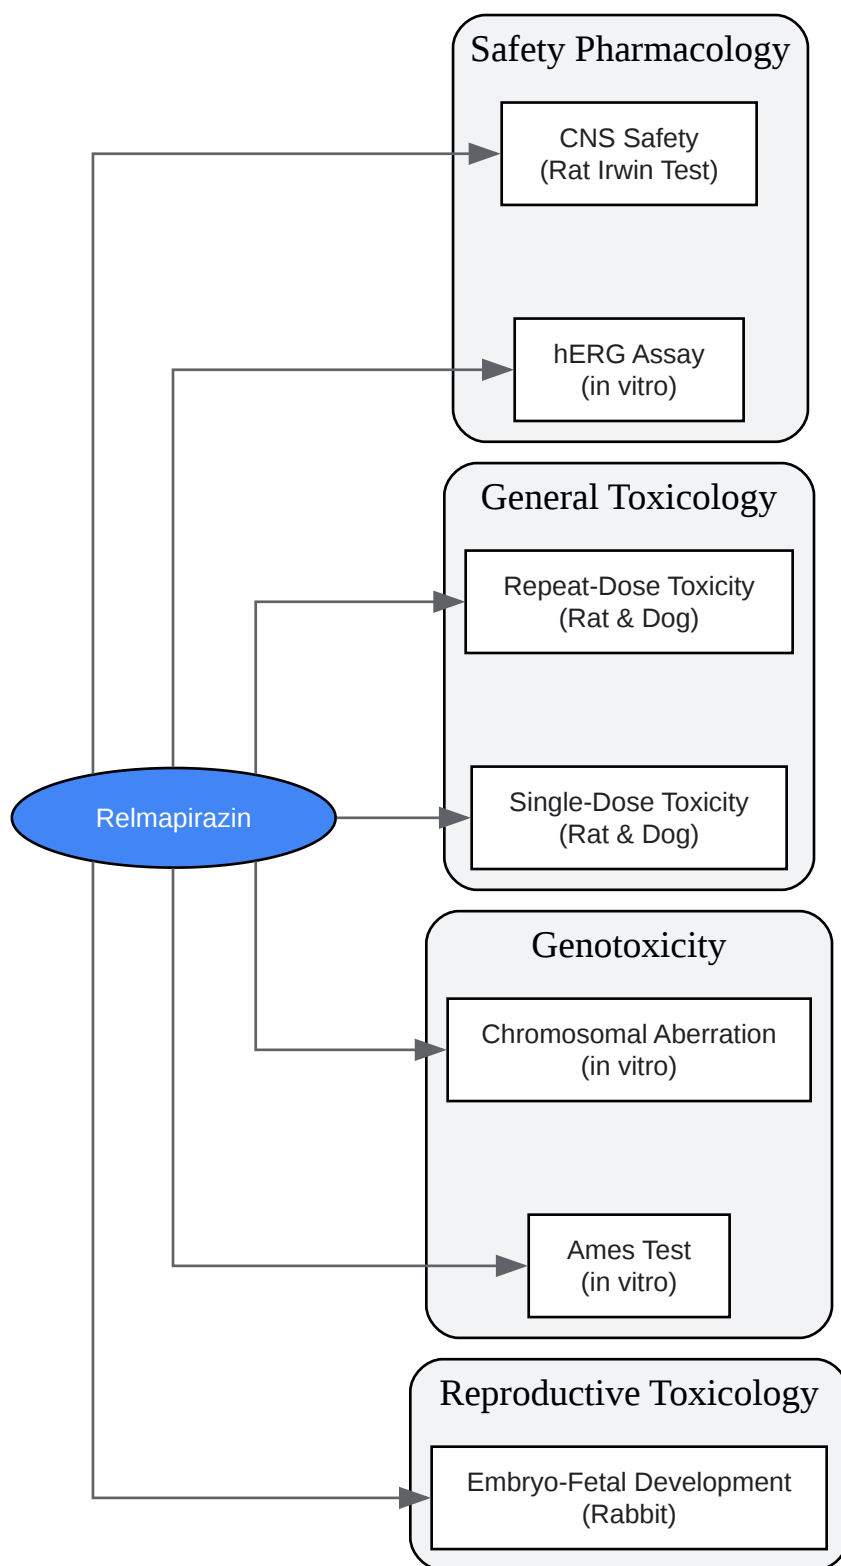 Safety Pharmacology
CNS Safety
(Rat Irwin Test)
hERG Assay
(in vitro)
General Toxicology
Repeat-Dose Toxicity
(Rat & Dog)
Relmapirazin
Single-Dose Toxicity
(Rat & Dog)
Genotoxicity
Chromosomal Aberration
(in vitro)
Ames Test
(in vitro)
Reproductive Toxicology
Embryo-Fetal Development
(Rabbit)